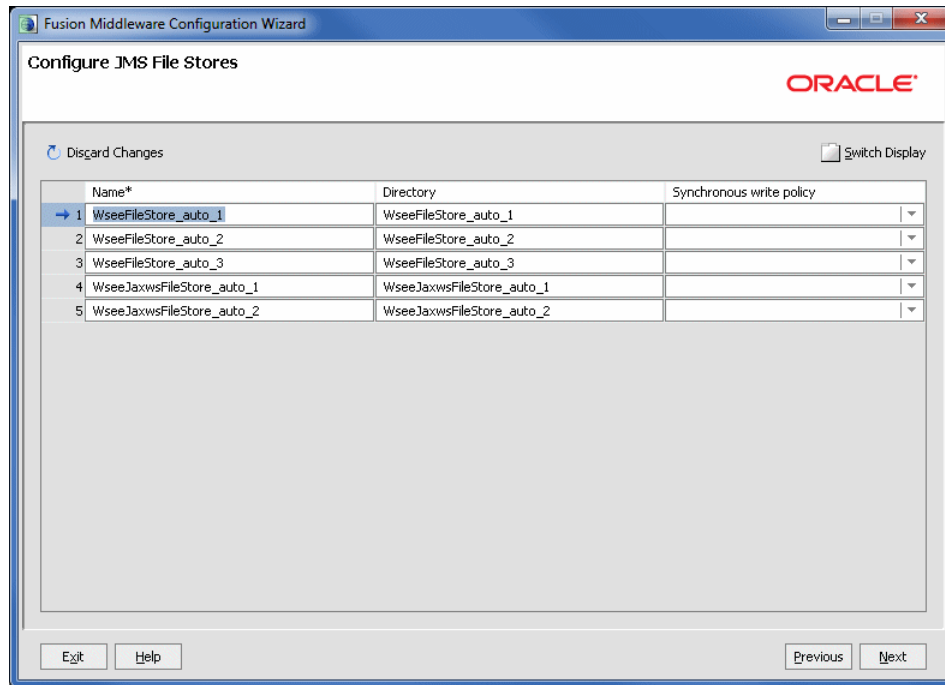 Fusion Middleware Configuration Wizard
Configure JMS File Stores
ORACLE
Discard Changes Switch Display
Name* Directory Synchronous write policy
1 WseeFileStore_auto_1 WseeFileStore_auto_1
2 WseeFileStore_auto_2 WseeFileStore_auto_2
3 WseeFileStore_auto_3 WseeFileStore_auto_3
4 WseeJaxwsFileStore_auto_1 WseeJaxwsFileStore_auto_1
5 WseeJaxwsFileStore_auto_2 WseeJaxwsFileStore_auto_2
Exit Help Previous Next